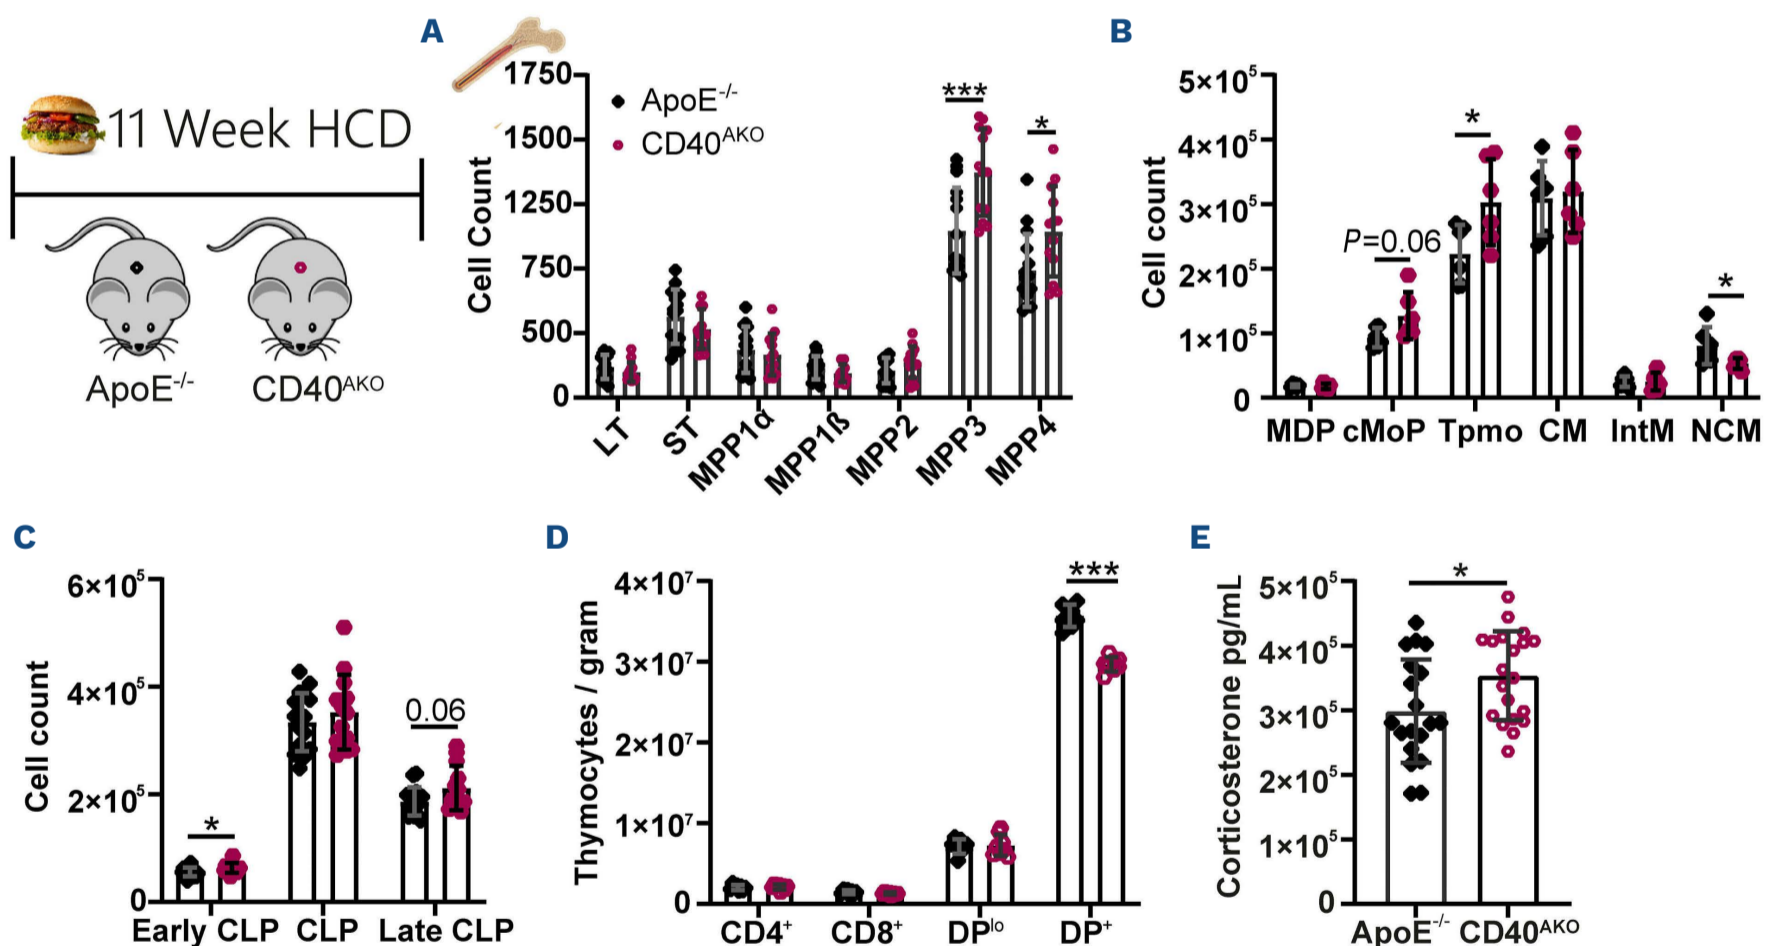 11 Week HCD
ApoE-/- CD40AKO
A
Cell Count
1750
1500
1250
750
500
0
ApoE-/-
CD40AKO
***
*
LT ST MPP1α MPP1ß MPP2 MPP3 MPP4
B
Cell count
5×10⁵
4×10⁵
3×10⁵
2×10⁵
1×10⁵
0
P=0.06
*
*
MDP cMoP Tpmo CM IntM NCM
C
Cell count
6×10⁵
4×10⁵
2×10⁵
0
*
0.06
Early CLP CLP Late CLP
D
Thymocytes / gram
4×10⁷
3×10⁷
2×10⁷
1×10⁷
0
***
CD4⁺ CD8⁺ DPlo DP⁺
E
Corticosterone pg/mL
5×10⁵
4×10⁵
3×10⁵
2×10⁵
1×10⁵
0
*
ApoE-/- CD40AKO